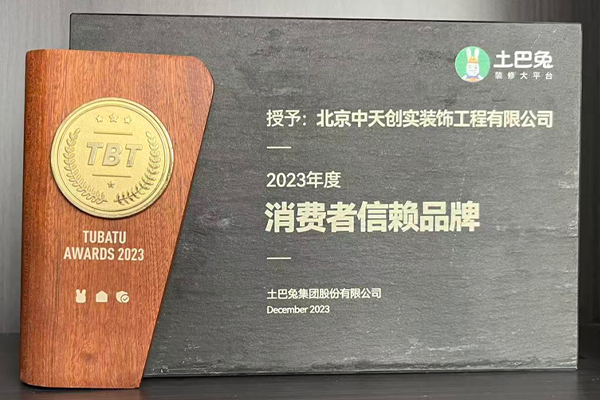 TBT
TUBATU
AWARDS 2023
土巴兔
装修大平台
授予：北京中天创实装饰工程有限公司
2023年度
消费者信赖品牌
土巴兔集团股份有限公司
December 2023